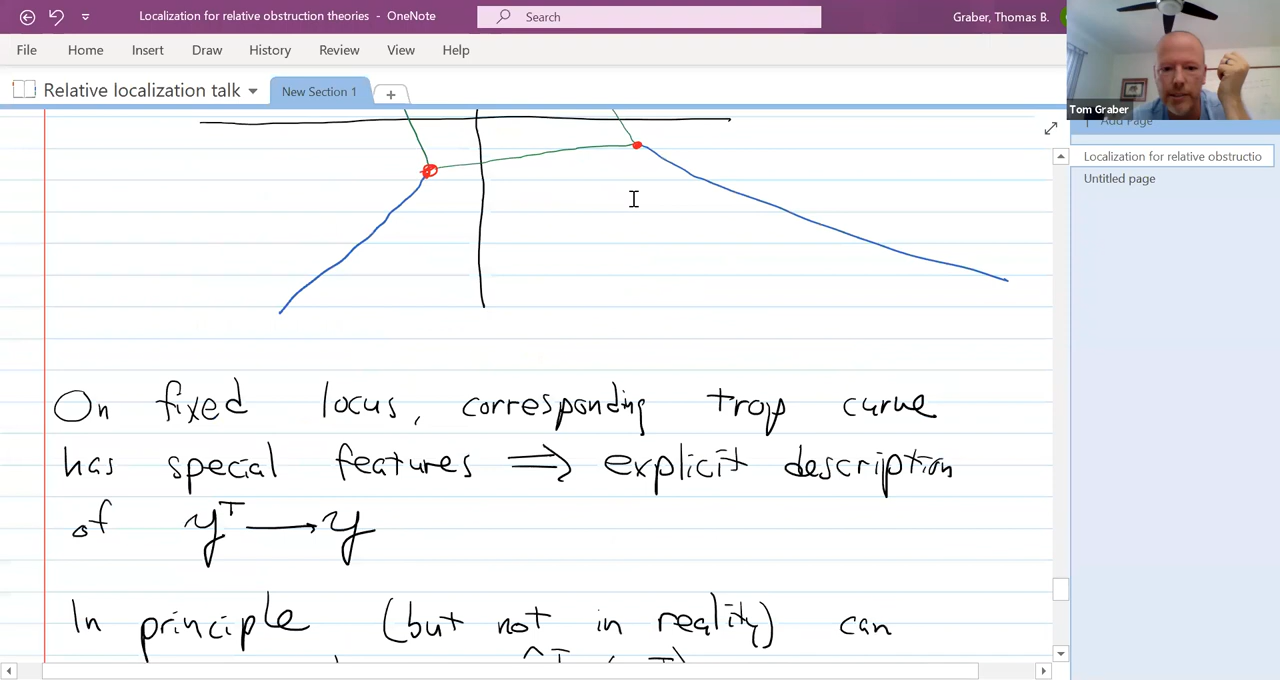 Localization for relative obstruction theories - OneNote
Search
Graber, Thomas B.
File Home Insert Draw History Review View Help
Relative localization talk
New Section 1
Tom Graber
Add Page
Localization for relative obstructio
Untitled page
On fixed locus, corresponding trop curve
has special features ⟹ explicit description
of Y^T ⟶ Y
In principle (but not in reality) can